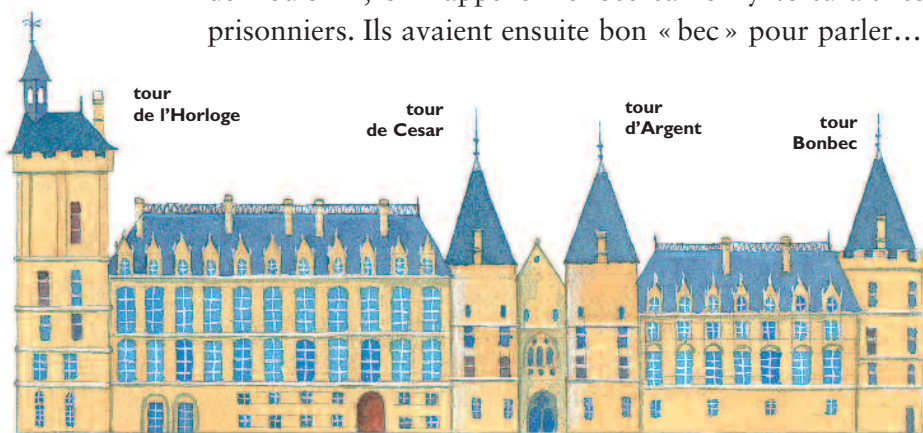 prisonniers. Ils avaient ensuite bon « bec » pour parler…
tour
de l'Horloge
tour
de Cesar
tour
d'Argent
tour
Bonbec